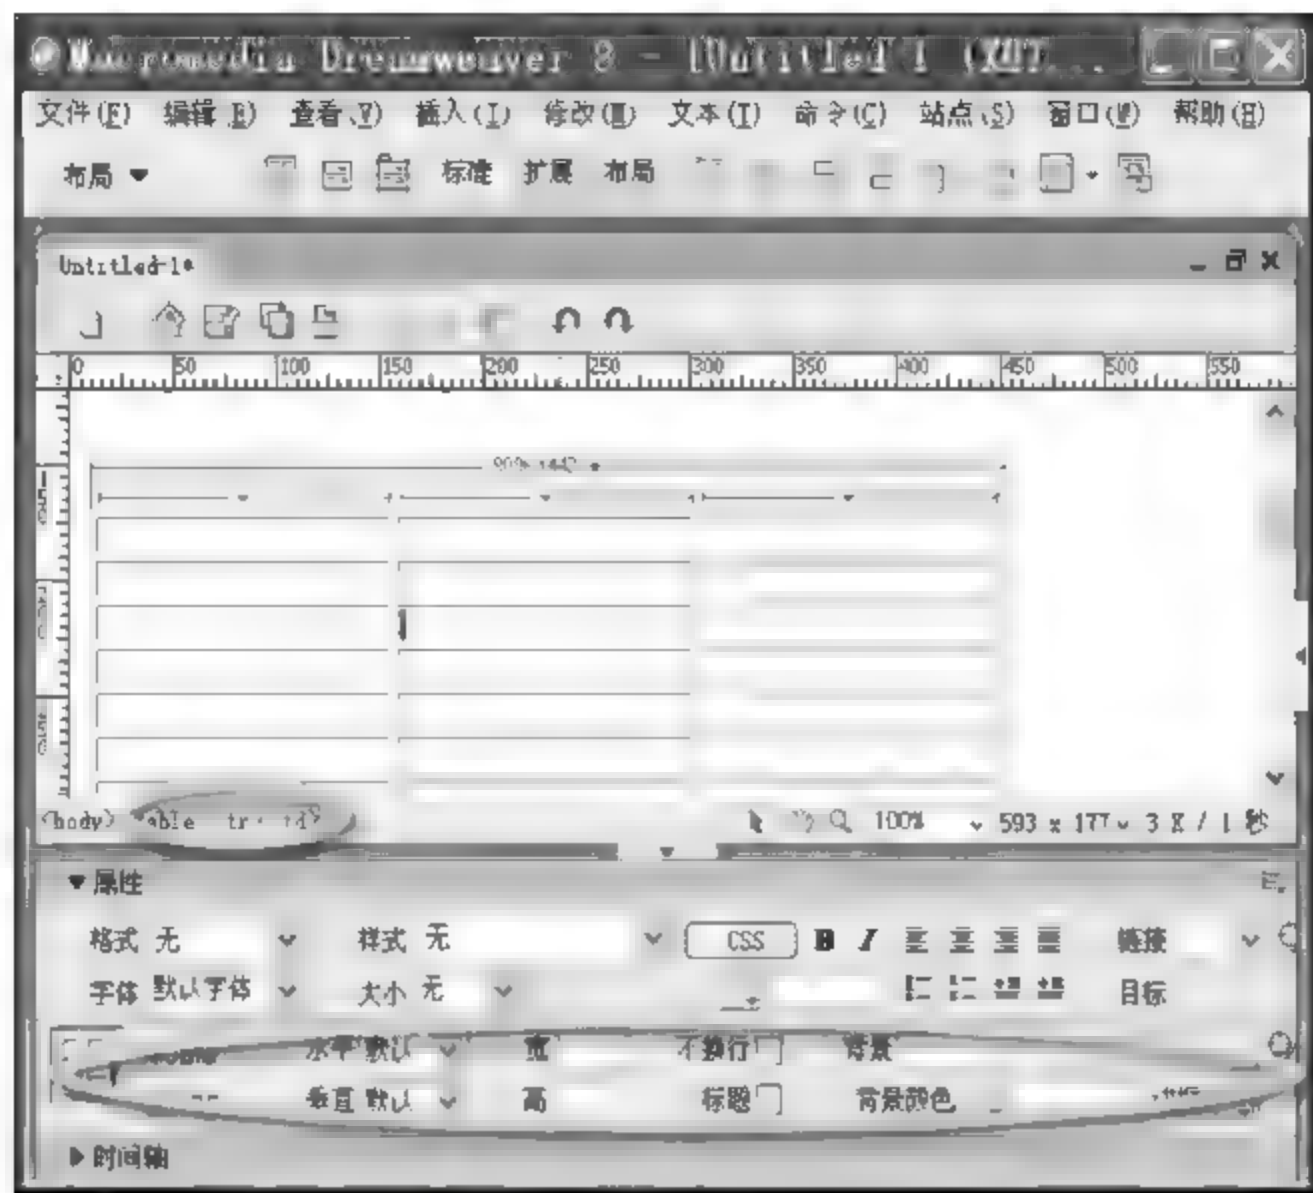 Macromedia Dreamweaver 8 - [Untitled-1 (XHT...
文件(F) 编辑(E) 查看(V) 插入(I) 修改(M) 文本(T) 命令(C) 站点(S) 窗口(W) 帮助(H)
布局 标准 扩展 布局
Untitled-1*
0 50 100 150 200 250 300 350 400 450 500 550
50
100
150
<body> <table> <tr> <td> 100% 593 x 177 3 K / 1 秒
属性
格式 无 样式 无 CSS B I 链接
字体 默认字体 大小 无 目标
水平 默认 宽 不换行 背景
垂直 默认 高 标题 背景颜色 边框
时间轴